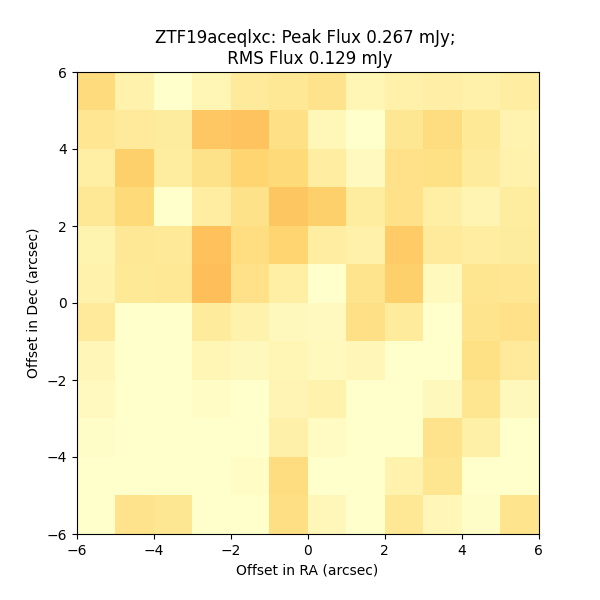 ZTF19aceqlxc: Peak Flux 0.267 mJy;
RMS Flux 0.129 mJy
6
4
2
0
−2
−4
−6
Offset in Dec (arcsec)
−6 −4 −2 0 2 4 6
Offset in RA (arcsec)